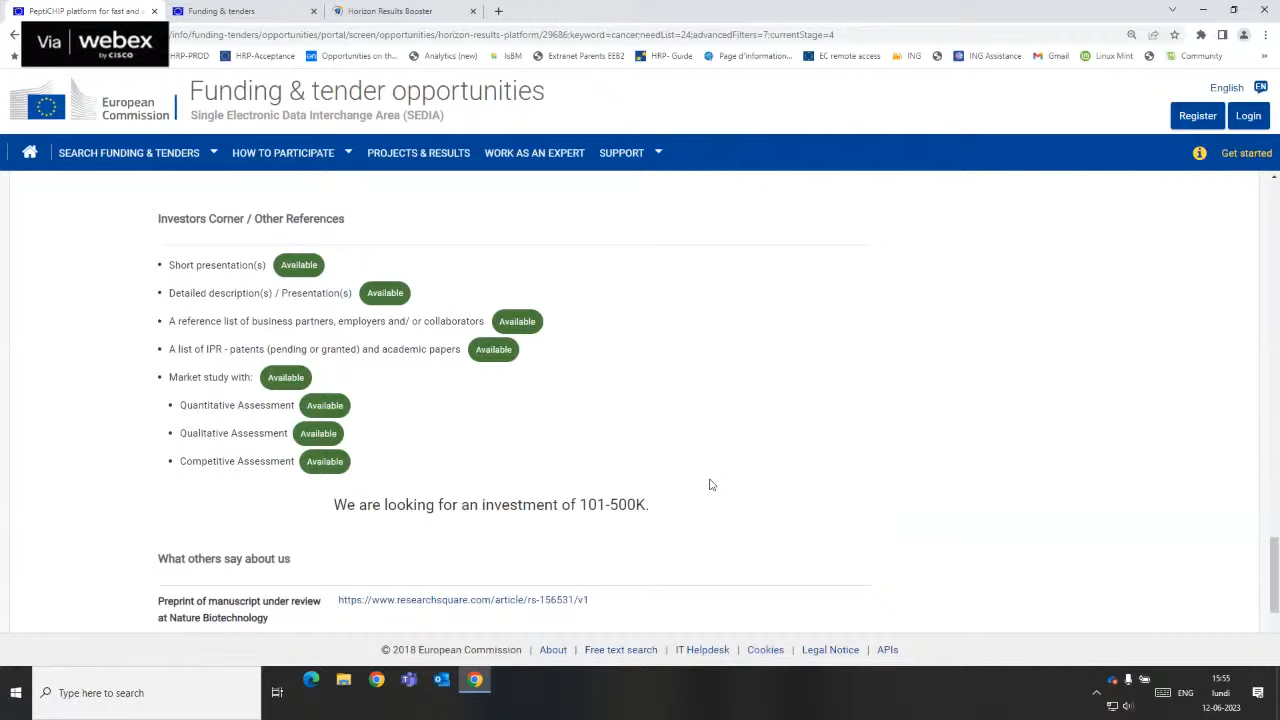 PeptiCHIP platform for fast and a
Funding & tenders
Horizon Results Booster
Via webex
by CISCO
/info/funding-tenders/opportunities/portal/screen/opportunities/horizon-results-platform/29686;keyword=cancer;needList=24;advancedFilters=7;currentStage=4
HRP-PROD
HRP-Acceptance
Opportunities on th...
Analytics (new)
IsBM
Extranet Parents EEB2
HRP- Guide
Page d'information...
EC remote access
ING
ING Assistance
Gmail
Linux Mint
Community
»
European
Commission
Funding & tender opportunities
Single Electronic Data Interchange Area (SEDIA)
English EN
Register Login
SEARCH FUNDING & TENDERS HOW TO PARTICIPATE PROJECTS & RESULTS WORK AS AN EXPERT SUPPORT Get started
Investors Corner / Other References
• Short presentation(s) Available
• Detailed description(s) / Presentation(s) Available
• A reference list of business partners, employers and/ or collaborators Available
• A list of IPR - patents (pending or granted) and academic papers Available
• Market study with: Available
• Quantitative Assessment Available
• Qualitative Assessment Available
• Competitive Assessment Available
We are looking for an investment of 101-500K.
What others say about us
Preprint of manuscript under review https://www.researchsquare.com/article/rs-156531/v1
at Nature Biotechnology
© 2018 European Commission | About | Free text search | IT Helpdesk | Cookies | Legal Notice | APIs
Type here to search
ENG
15:55
lundi
12-06-2023